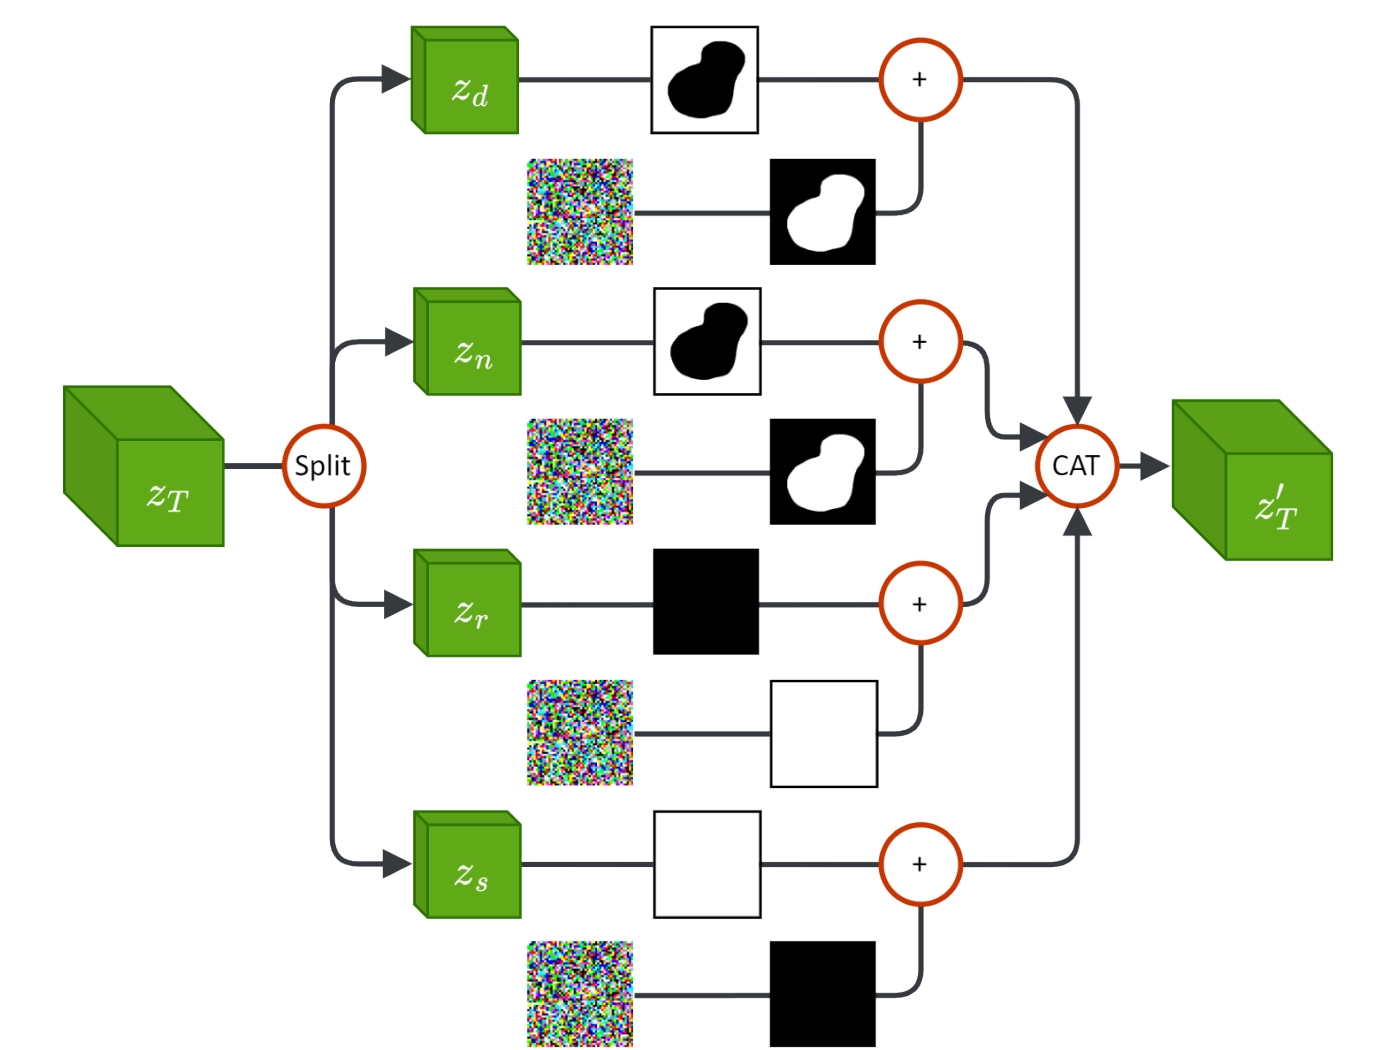 z_d
+
z_n
+
z_T
Split
CAT
z'_T
z_r
+
z_s
+